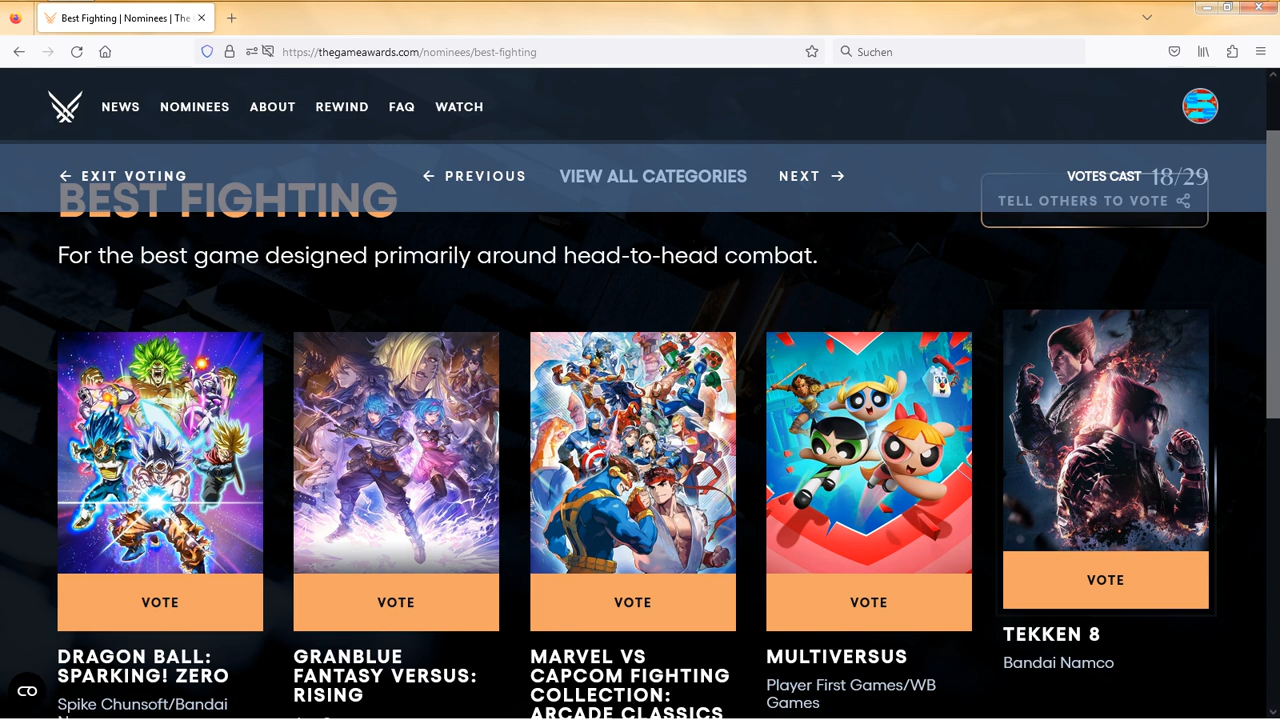 Best Fighting | Nominees | The
https://thegameawards.com/nominees/best-fighting
Suchen
NEWS NOMINEES ABOUT REWIND FAQ WATCH
EXIT VOTING PREVIOUS VIEW ALL CATEGORIES NEXT VOTES CAST 18/29
BEST FIGHTING
TELL OTHERS TO VOTE
For the best game designed primarily around head-to-head combat.
VOTE
VOTE
VOTE
VOTE
VOTE
DRAGON BALL:
SPARKING! ZERO
Spike Chunsoft/Bandai
GRANBLUE
FANTASY VERSUS:
RISING
MARVEL VS
CAPCOM FIGHTING
COLLECTION:
ARCADE CLASSICS
MULTIVERSUS
Player First Games/WB
Games
TEKKEN 8
Bandai Namco